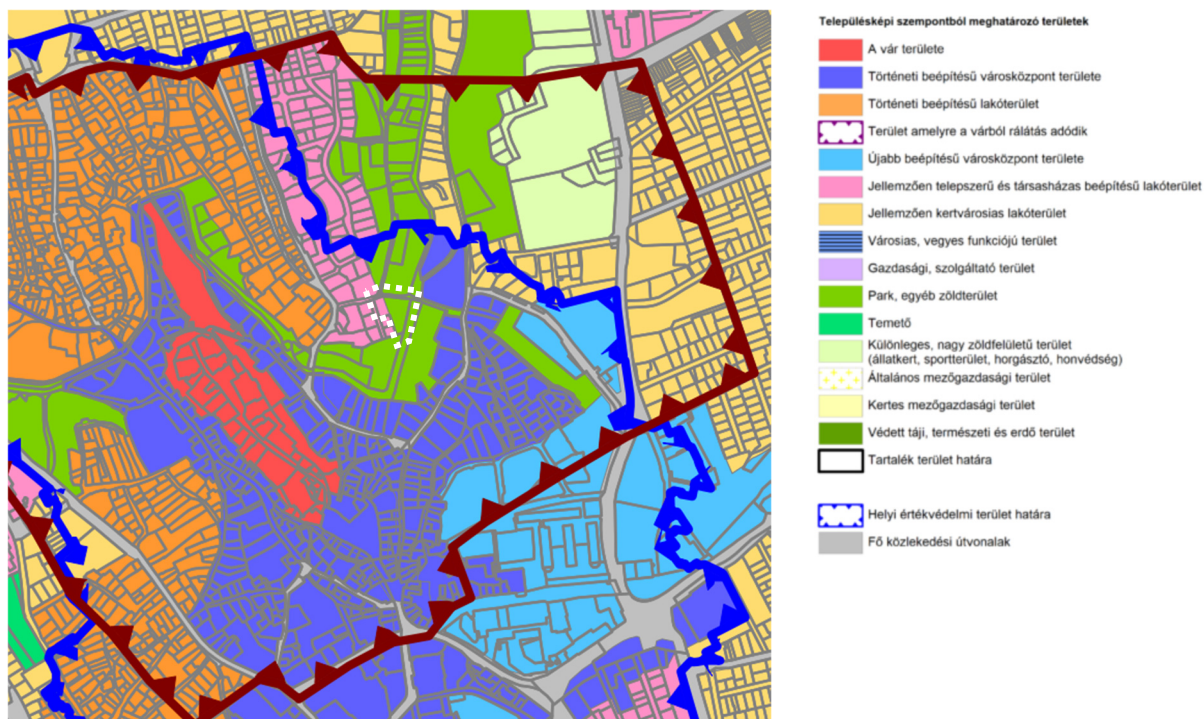 Településképi szempontból meghatározó területek
A vár területe
Történeti beépítésű városközpont területe
Történeti beépítésű lakóterület
Terület amelyre a várból rálátás adódik
Újabb beépítésű városközpont területe
Jellemzően telepszerű és társasházas beépítésű lakóterület
Jellemzően kertvárosias lakóterület
Városias, vegyes funkciójú terület
Gazdasági, szolgáltató terület
Park, egyéb zöldterület
Temető
Különleges, nagy zöldfelületű terület
(állatkert, sportterület, horgásztó, honvédség)
Általános mezőgazdasági terület
Kertes mezőgazdasági terület
Védett táji, természeti és erdő terület
Tartalék terület határa
Helyi értékvédelmi terület határa
Fő közlekedési útvonalak